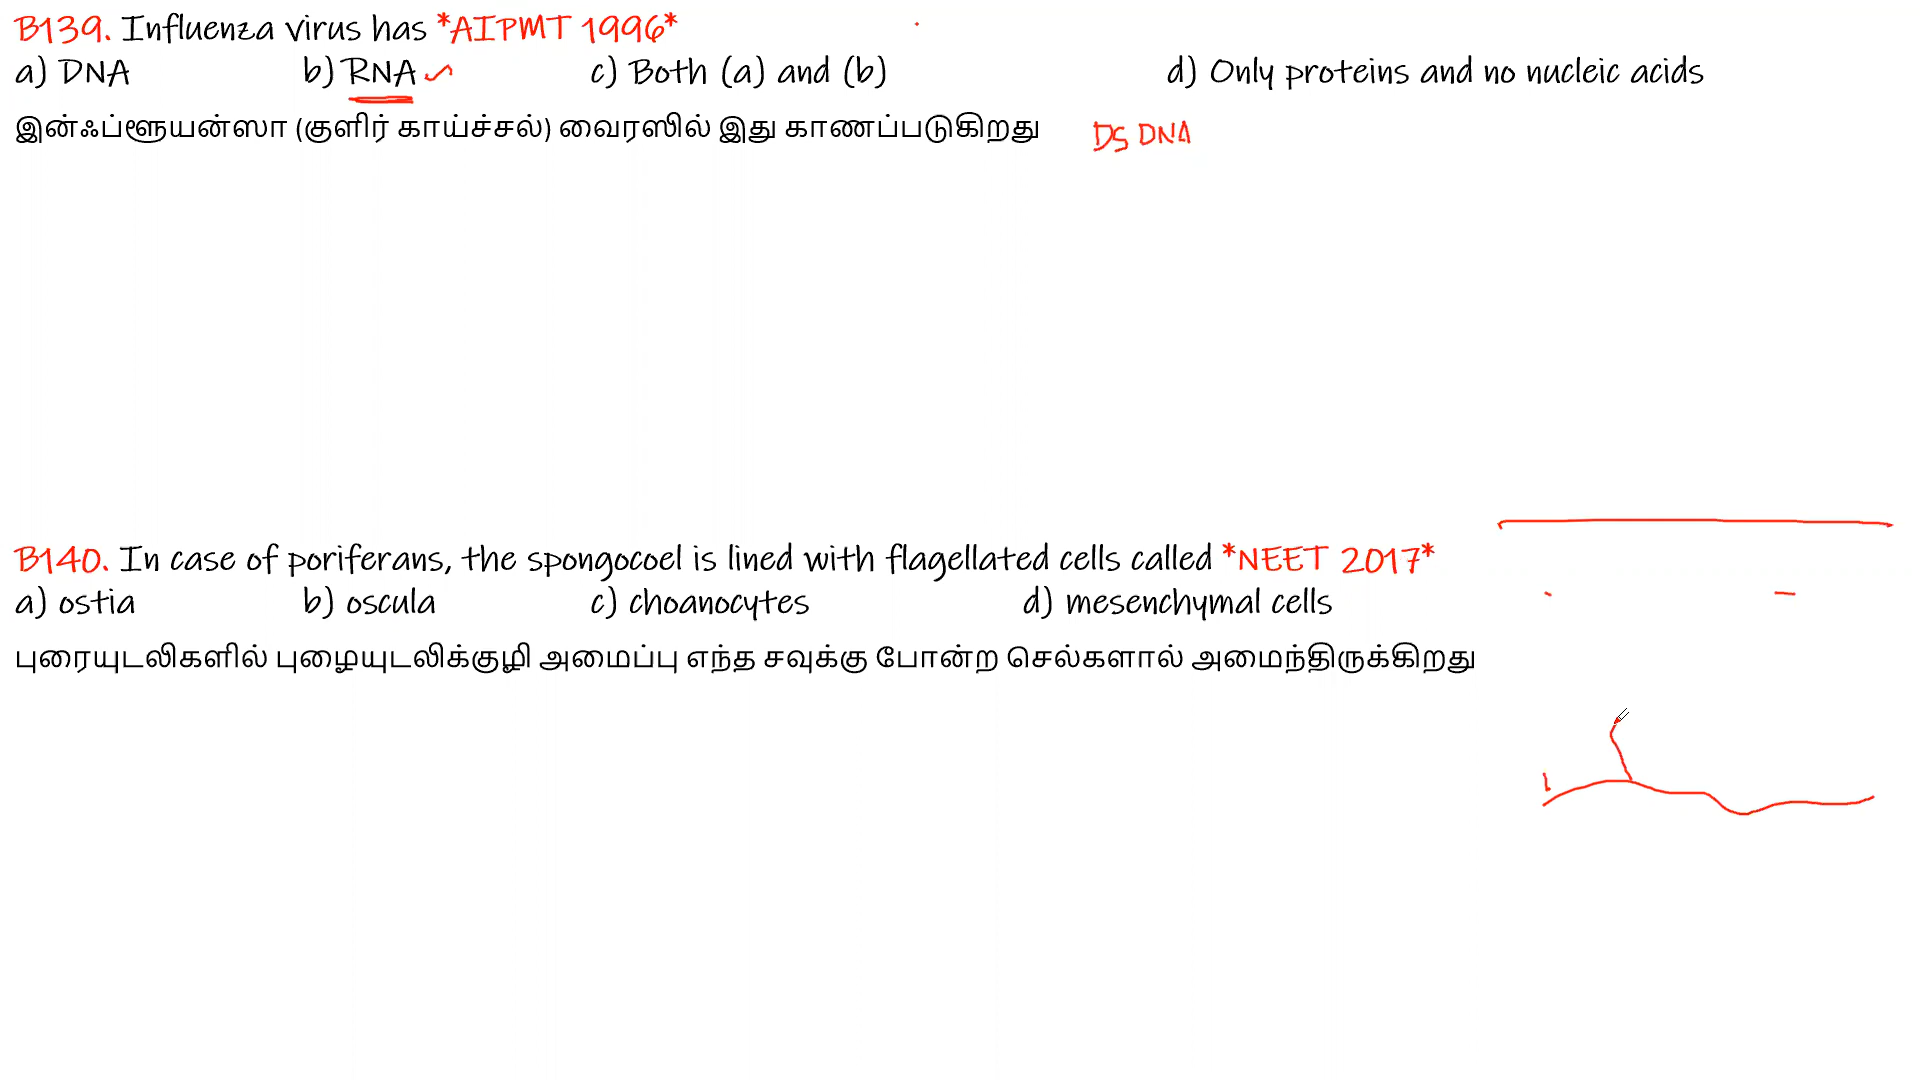 B139. Influenza virus has *AIPMT 1996*
a) DNA b) RNA c) Both (a) and (b) d) Only proteins and no nucleic acids
இன்ஃப்ளூயன்ஸா (குளிர் காய்ச்சல்) வைரஸில் இது காணப்படுகிறது DS DNA
B140. In case of poriferans, the spongocoel is lined with flagellated cells called *NEET 2017*
a) ostia b) oscula c) choanocytes d) mesenchymal cells
புரையுடலிகளில் புழையுடலிக்குழி அமைப்பு எந்த சவுக்கு போன்ற செல்களால் அமைந்திருக்கிறது